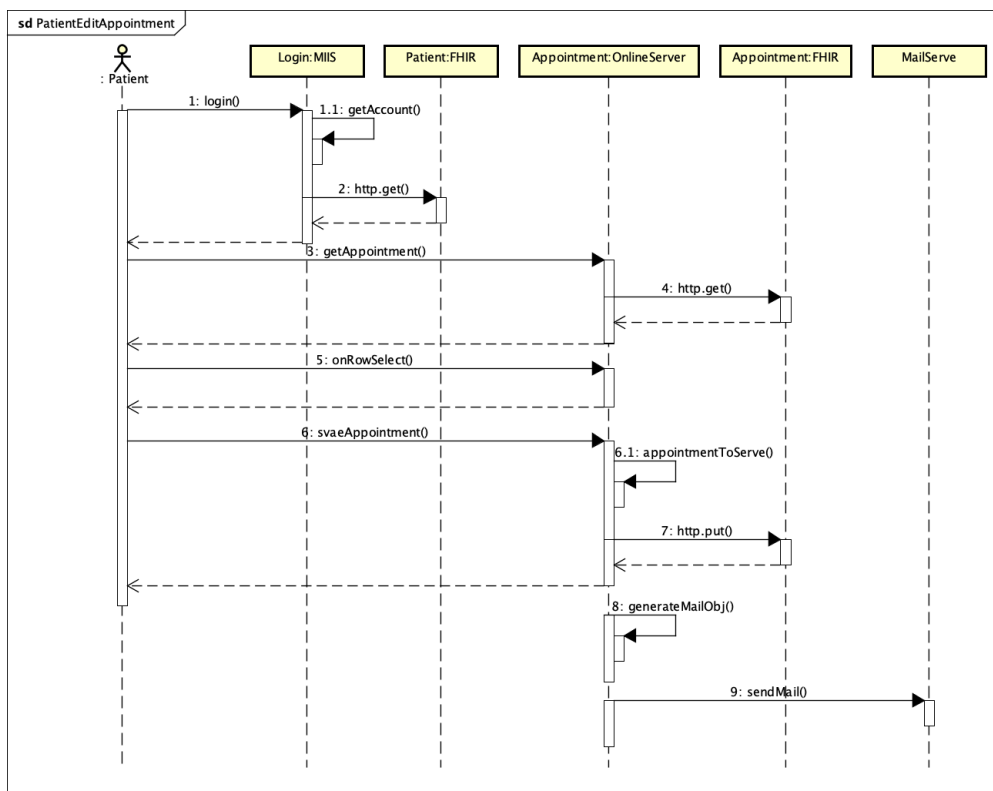 sd PatientEditAppointment
: Patient
Login:MIIS
Patient:FHIR
Appointment:OnlineServer
Appointment:FHIR
MailServe
1: login()
1.1: getAccount()
2: http.get()
3: getAppointment()
4: http.get()
5: onRowSelect()
6: svaeAppointment()
6.1: appointmentToServe()
7: http.put()
8: generateMailObj()
9: sendMail()